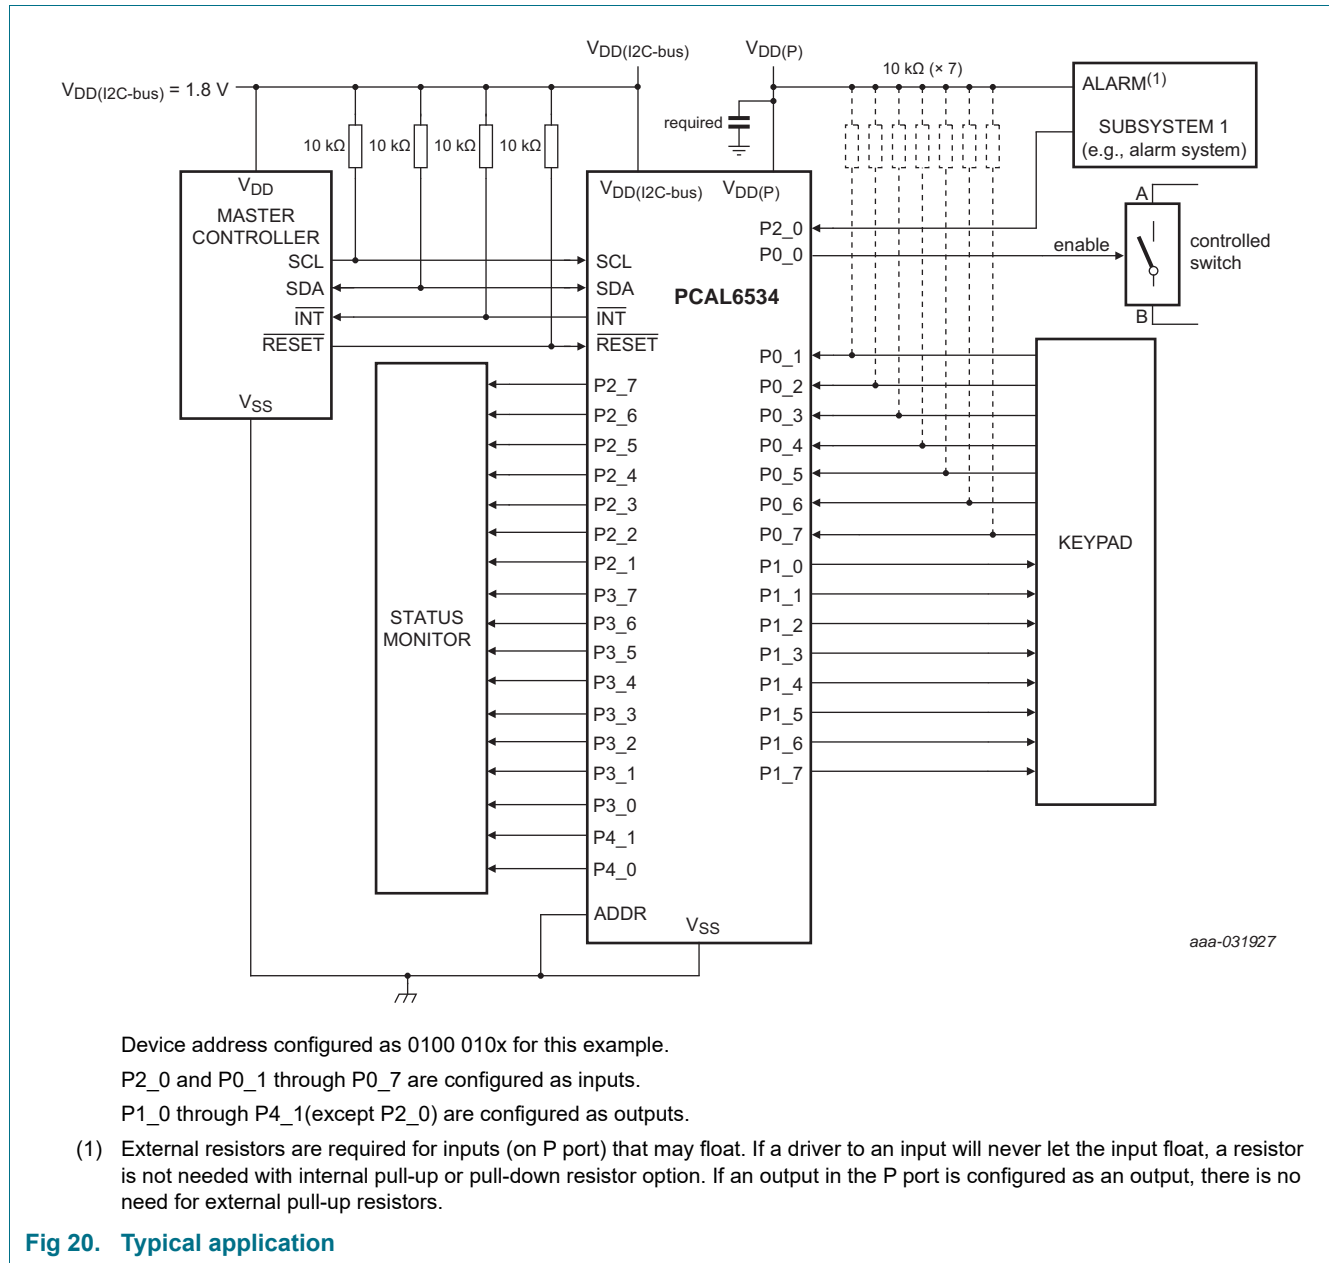 VDD(I2C-bus)
VDD(P)
VDD(I2C-bus) = 1.8 V
10 kΩ (× 7)
10 kΩ
10 kΩ
10 kΩ
10 kΩ
required
ALARM(1)
SUBSYSTEM 1
(e.g., alarm system)
VDD
MASTER
CONTROLLER
SCL
SDA
INT
RESET
VSS
VDD(I2C-bus)
VDD(P)
PCAL6534
SCL
SDA
INT
RESET
P2_7
P2_6
P2_5
P2_4
P2_3
P2_2
P2_1
P3_7
P3_6
P3_5
P3_4
P3_3
P3_2
P3_1
P3_0
P4_1
P4_0
ADDR
VSS
P2_0
P0_0
P0_1
P0_2
P0_3
P0_4
P0_5
P0_6
P0_7
P1_0
P1_1
P1_2
P1_3
P1_4
P1_5
P1_6
P1_7
enable
A
B
controlled
switch
KEYPAD
STATUS
MONITOR
aaa-031927
Device address configured as 0100 010x for this example.
P2_0 and P0_1 through P0_7 are configured as inputs.
P1_0 through P4_1(except P2_0) are configured as outputs.
(1) External resistors are required for inputs (on P port) that may float. If a driver to an input will never let the input float, a resistor
is not needed with internal pull-up or pull-down resistor option. If an output in the P port is configured as an output, there is no
need for external pull-up resistors.
Fig 20. Typical application